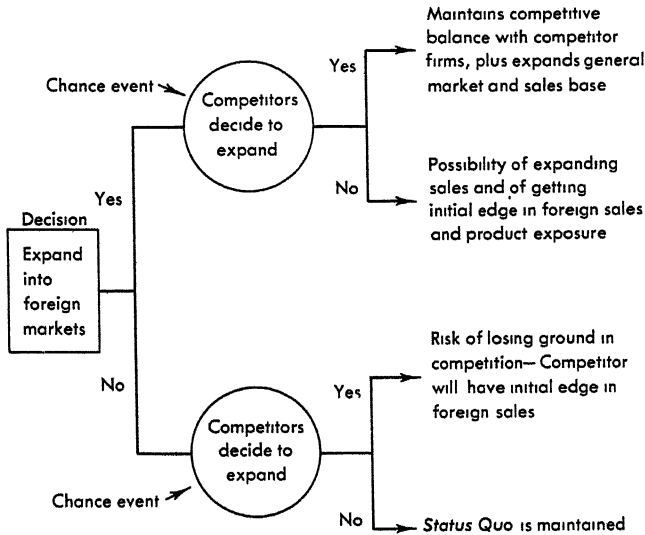 Maintains competitive
balance with competitor
firms, plus expands general
market and sales base
Yes
Chance event
Competitors
decide to
expand
No
Possibility of expanding
sales and of getting
initial edge in foreign sales
and product exposure
Yes
Decision
Expand
into
foreign
markets
No
Risk of losing ground in
competition—Competitor
will have initial edge in
foreign sales
Yes
Competitors
decide to
expand
Chance event
No
Status Quo is maintained